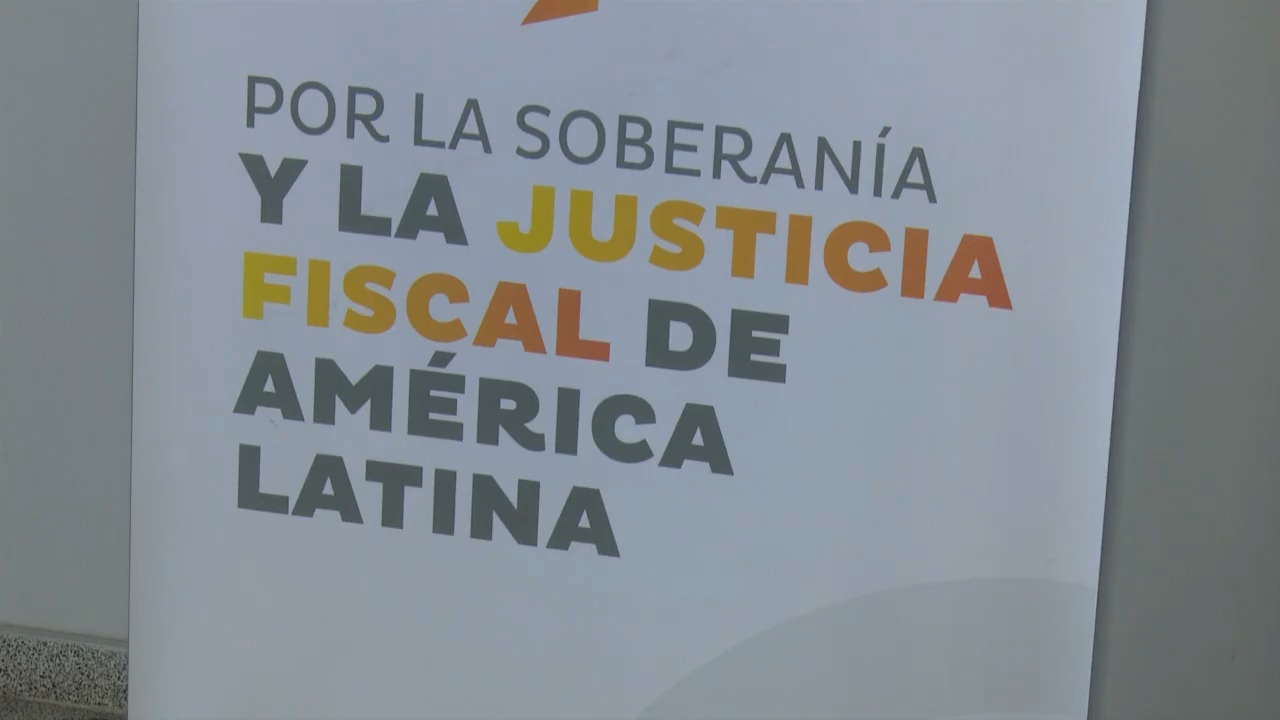 POR LA SOBERANÍA
Y LA JUSTICIA
FISCAL DE
AMÉRICA
LATINA